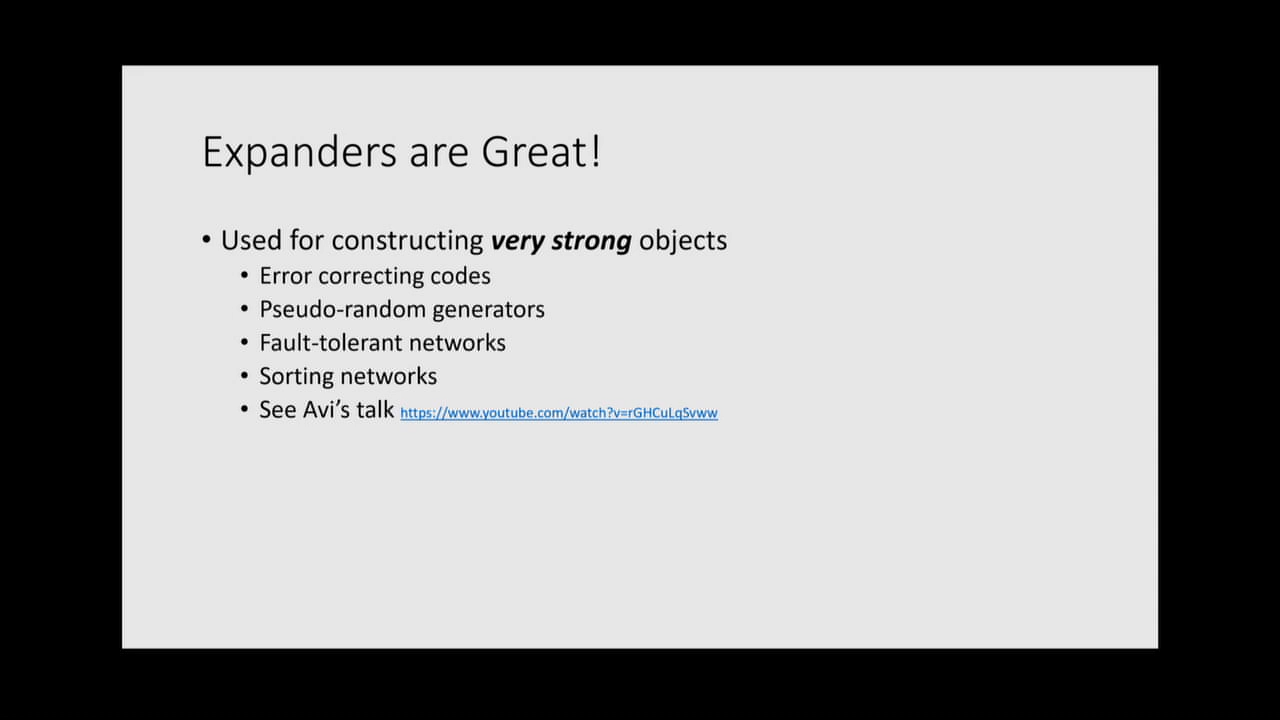 Expanders are Great!
• Used for constructing very strong objects
• Error correcting codes
• Pseudo-random generators
• Fault-tolerant networks
• Sorting networks
• See Avi’s talk https://www.youtube.com/watch?v=rGHCuLqSvww